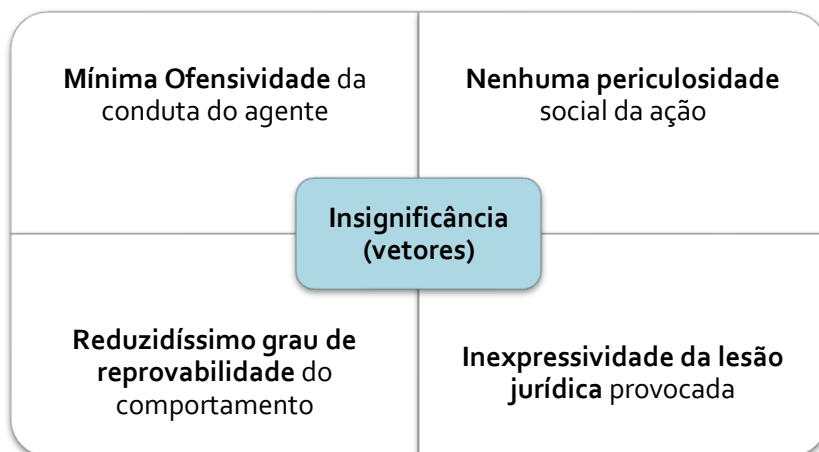 Mínima Ofensividade da
conduta do agente
Nenhuma periculosidade
social da ação
Insignificância
(vetores)
Reduzidíssimo grau de
reprovabilidade do
comportamento
Inexpressividade da lesão
jurídica provocada